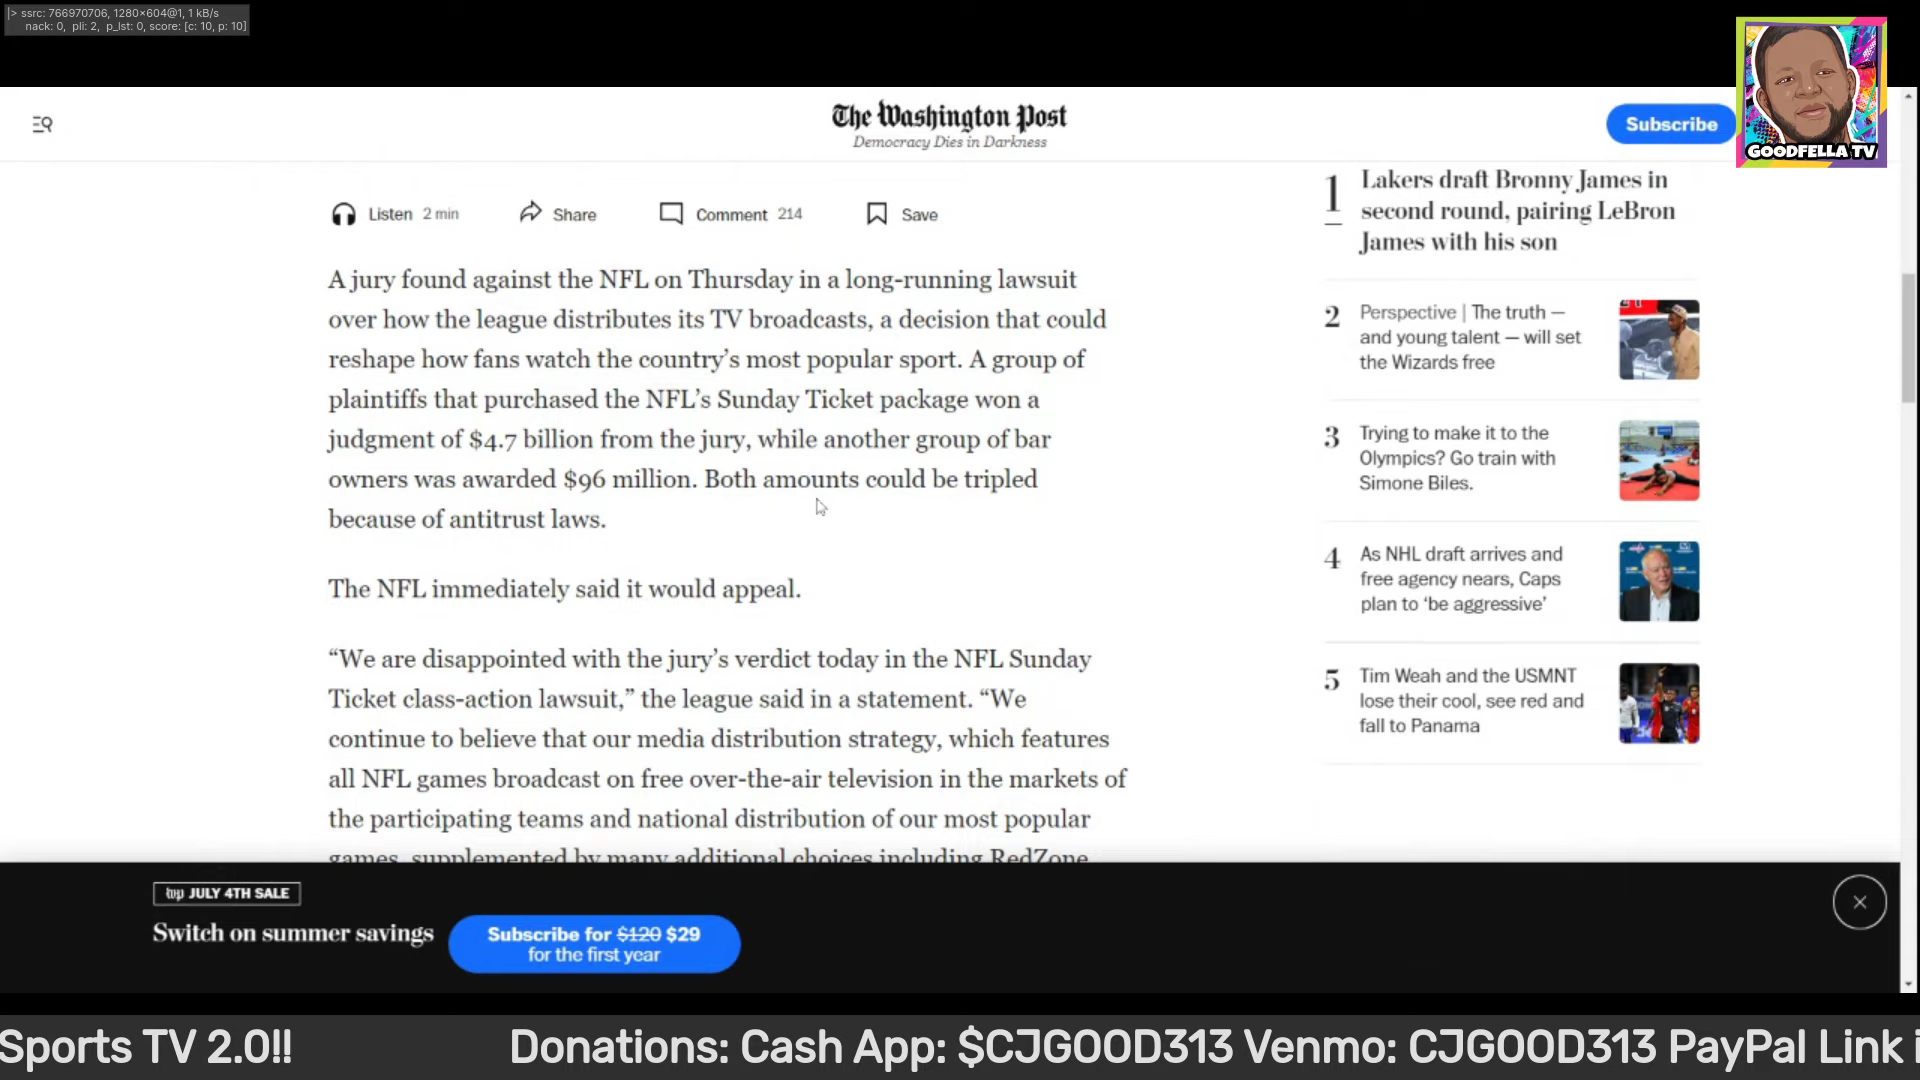 |> ssrc: 766970706, 1280×604@1, 1 kB/s
nack: 0, pli: 2, p_lst: 0, score: [c: 10, p: 10]
The Washington Post
Democracy Dies in Darkness
Subscribe
GOODFELLA TV
Listen 2 min
Share
Comment 214
Save
A jury found against the NFL on Thursday in a long-running lawsuit
over how the league distributes its TV broadcasts, a decision that could
reshape how fans watch the country’s most popular sport. A group of
plaintiffs that purchased the NFL’s Sunday Ticket package won a
judgment of $4.7 billion from the jury, while another group of bar
owners was awarded $96 million. Both amounts could be tripled
because of antitrust laws.
The NFL immediately said it would appeal.
“We are disappointed with the jury’s verdict today in the NFL Sunday
Ticket class-action lawsuit,” the league said in a statement. “We
continue to believe that our media distribution strategy, which features
all NFL games broadcast on free over-the-air television in the markets of
the participating teams and national distribution of our most popular
games, supplemented by many additional choices including RedZone,
1
Lakers draft Bronny James in
second round, pairing LeBron
James with his son
2
Perspective | The truth —
and young talent — will set
the Wizards free
3
Trying to make it to the
Olympics? Go train with
Simone Biles.
4
As NHL draft arrives and
free agency nears, Caps
plan to ‘be aggressive’
5
Tim Weah and the USMNT
lose their cool, see red and
fall to Panama
wp JULY 4TH SALE
Switch on summer savings
Subscribe for $120 $29
for the first year
Sports TV 2.0!! Donations: Cash App: $CJGOOD313 Venmo: CJGOOD313 PayPal Link i